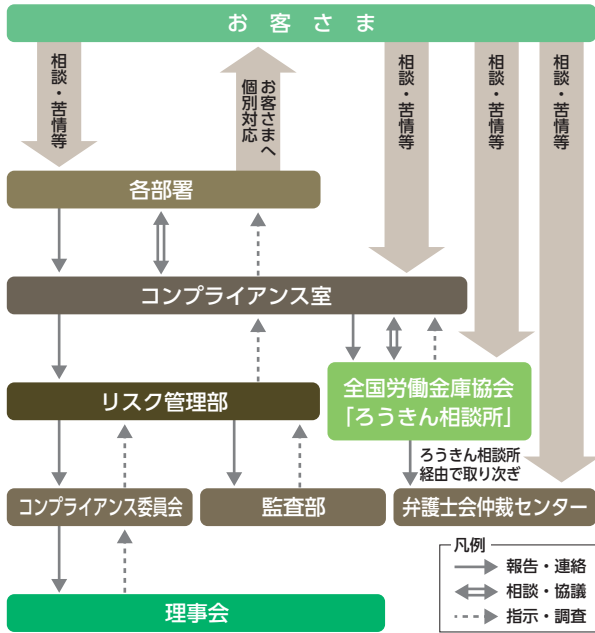 お客さま
相談・苦情等
お客さまへ
個別対応
相談・苦情等
相談・苦情等
相談・苦情等
各部署
コンプライアンス室
リスク管理部
全国労働金庫協会
「ろうきん相談所」
ろうきん相談所
経由で取り次ぎ
コンプライアンス委員会
監査部
弁護士会仲裁センター
凡例
報告・連絡
相談・協議
指示・調査
理事会